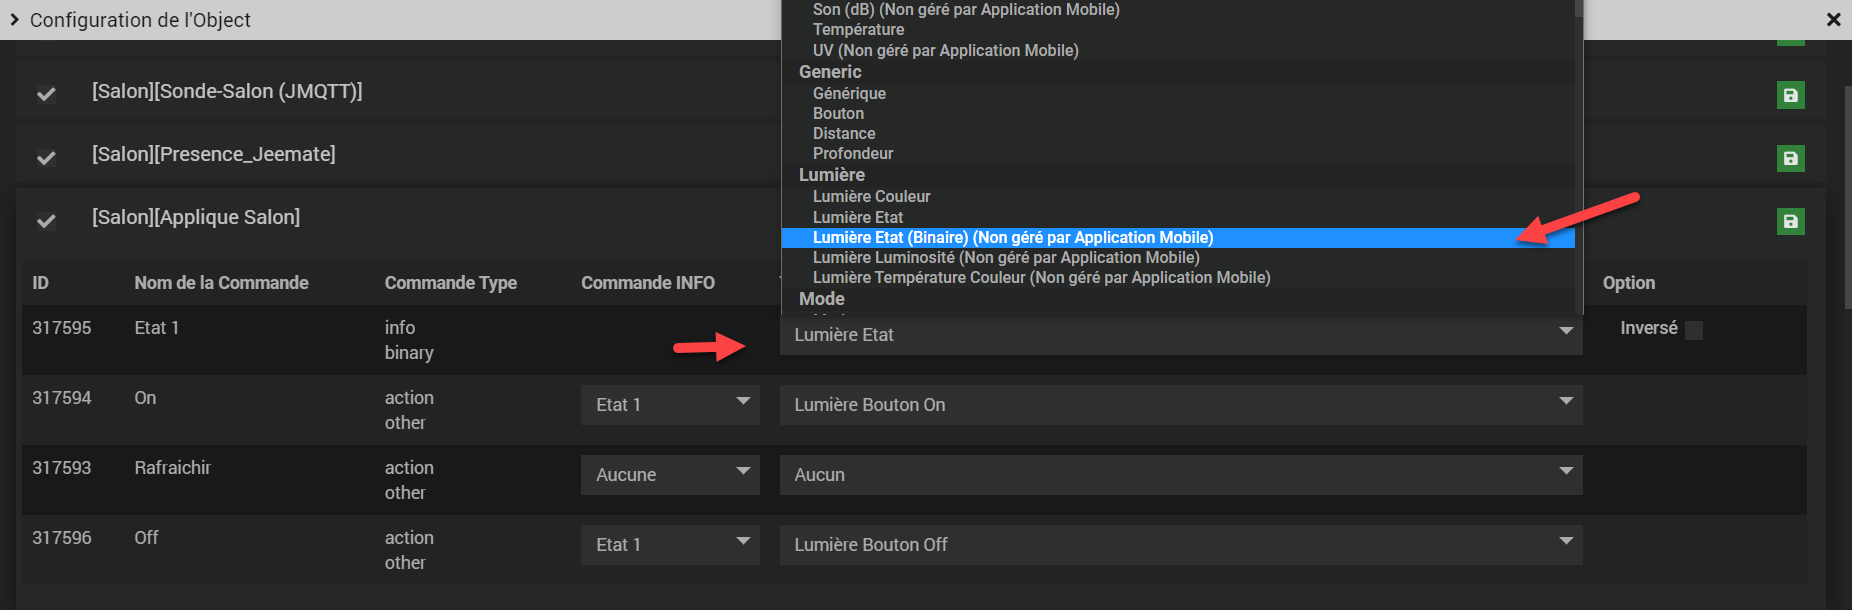 Configuration de l'Object
Son (dB) (Non géré par Application Mobile)
Température
UV (Non géré par Application Mobile)
Generic
Générique
Bouton
Distance
Profondeur
Lumière
Lumière Couleur
Lumière Etat
Lumière Etat (Binaire) (Non géré par Application Mobile)
Lumière Luminosité (Non géré par Application Mobile)
Lumière Température Couleur (Non géré par Application Mobile)
Mode
[Salon][Sonde-Salon (JMQTT)]
[Salon][Presence_Jeemate]
[Salon][Applique Salon]
ID Nom de la Commande Commande Type Commande INFO Option
317595 Etat 1 info Lumière Etat Inversé
binary
317594 On action Etat 1 Lumière Bouton On
other
317593 Rafraichir action Aucune Aucun
other
317596 Off action Etat 1 Lumière Bouton Off
other